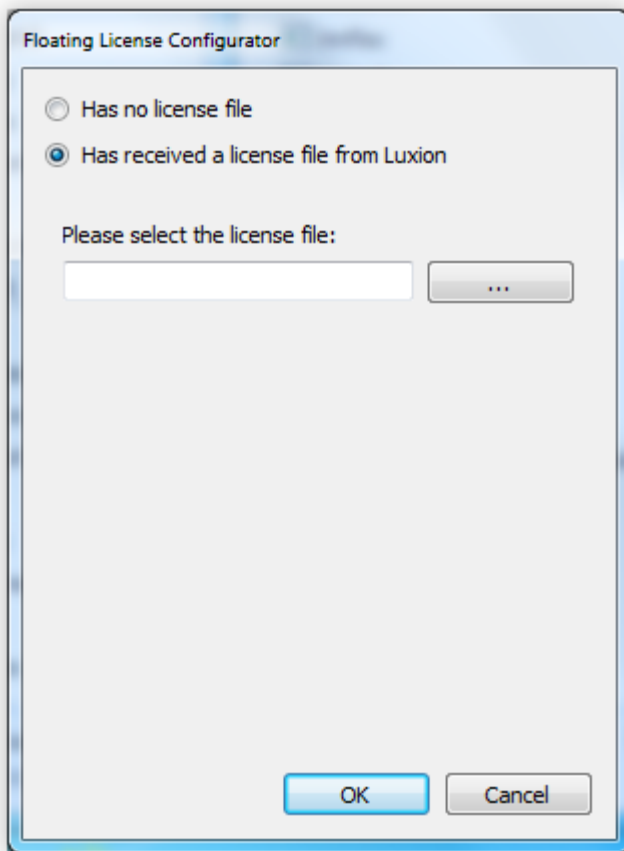 Floating License Configurator
Has no license file
Has received a license file from Luxion
Please select the license file:
...
OK
Cancel